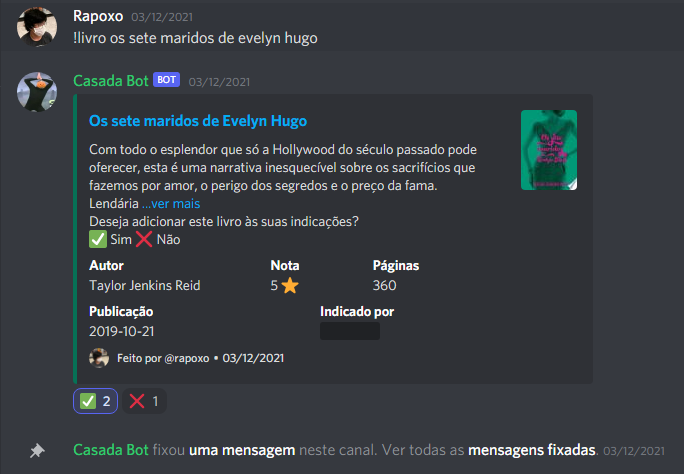 Rapoxo 03/12/2021
!livro os sete maridos de evelyn hugo
Casada Bot BOT 03/12/2021
Os sete maridos de Evelyn Hugo
Com todo o esplendor que só a Hollywood do século passado pode
oferecer, esta é uma narrativa inesquecível sobre os sacrifícios que
fazemos por amor, o perigo dos segredos e o preço da fama.
Lendária ...ver mais
Deseja adicionar este livro às suas indicações?
✅ Sim ❌ Não
Autor Nota Páginas
Taylor Jenkins Reid 5 ⭐ 360
Publicação Indicado por
2019-10-21
Feito por @rapoxo • 03/12/2021
✅ 2 ❌ 1
Casada Bot fixou uma mensagem neste canal. Ver todas as mensagens fixadas. 03/12/2021